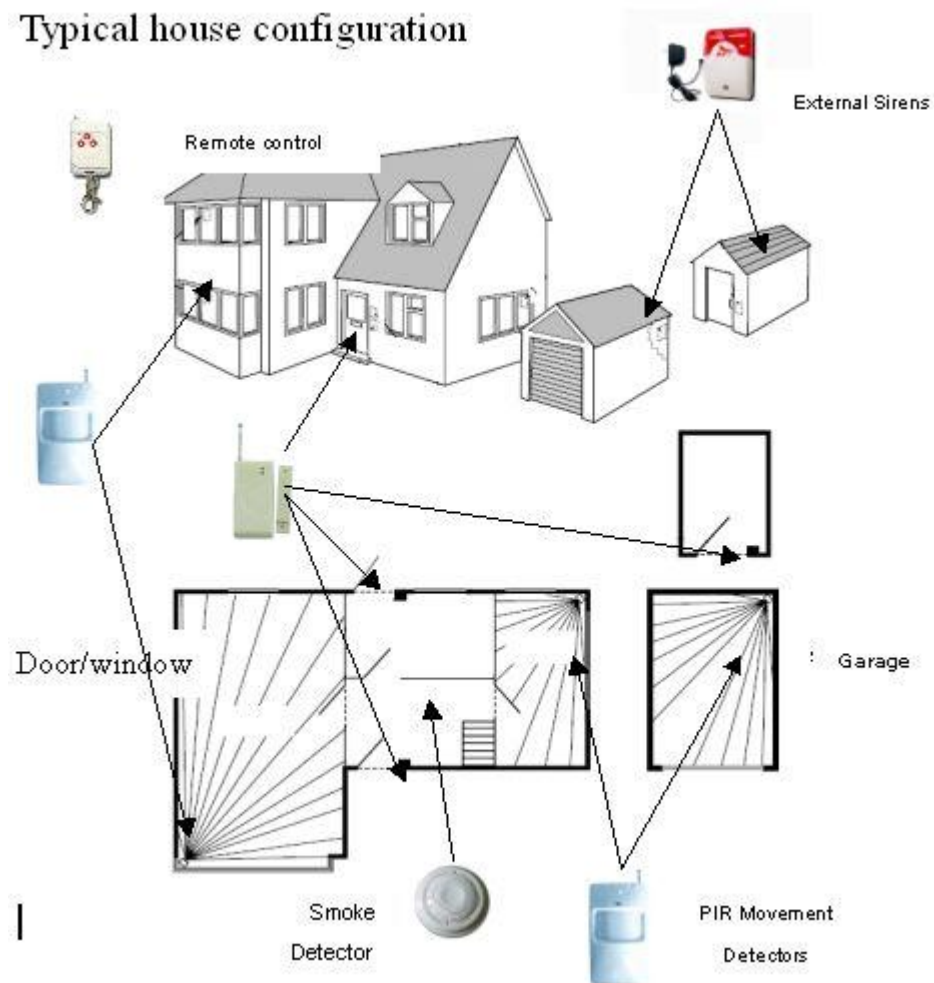 Typical house configuration
External Sirens
Remote control
Door/window
: Garage
Smoke
Detector
PIR Movement
Detectors